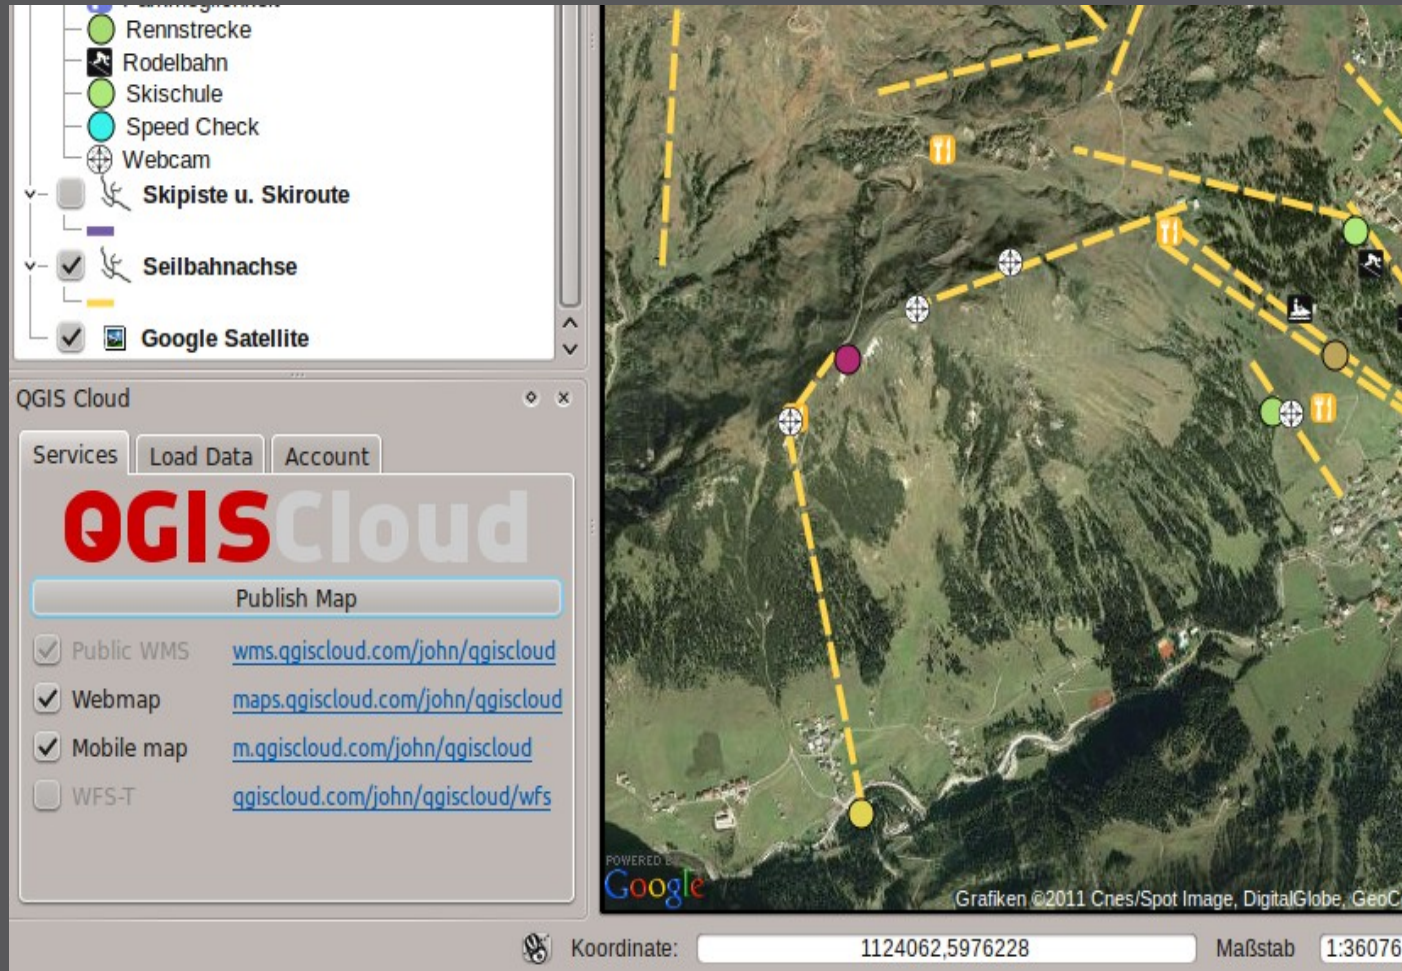 Rennstrecke
Rodelbahn
Skischule
Speed Check
Webcam
Skipiste u. Skiroute
Seilbahnachse
Google Satellite
QGIS Cloud
Services Load Data Account
QGISCloud
Publish Map
Public WMS wms.qgiscloud.com/john/qgiscloud
Webmap maps.qgiscloud.com/john/qgiscloud
Mobile map m.qgiscloud.com/john/qgiscloud
WFS-T qgiscloud.com/john/qgiscloud/wfs
POWERED BY
Google
Grafiken ©2011 Cnes/Spot Image, DigitalGlobe, GeoC
Koordinate: 1124062,5976228 Maßstab 1:36076